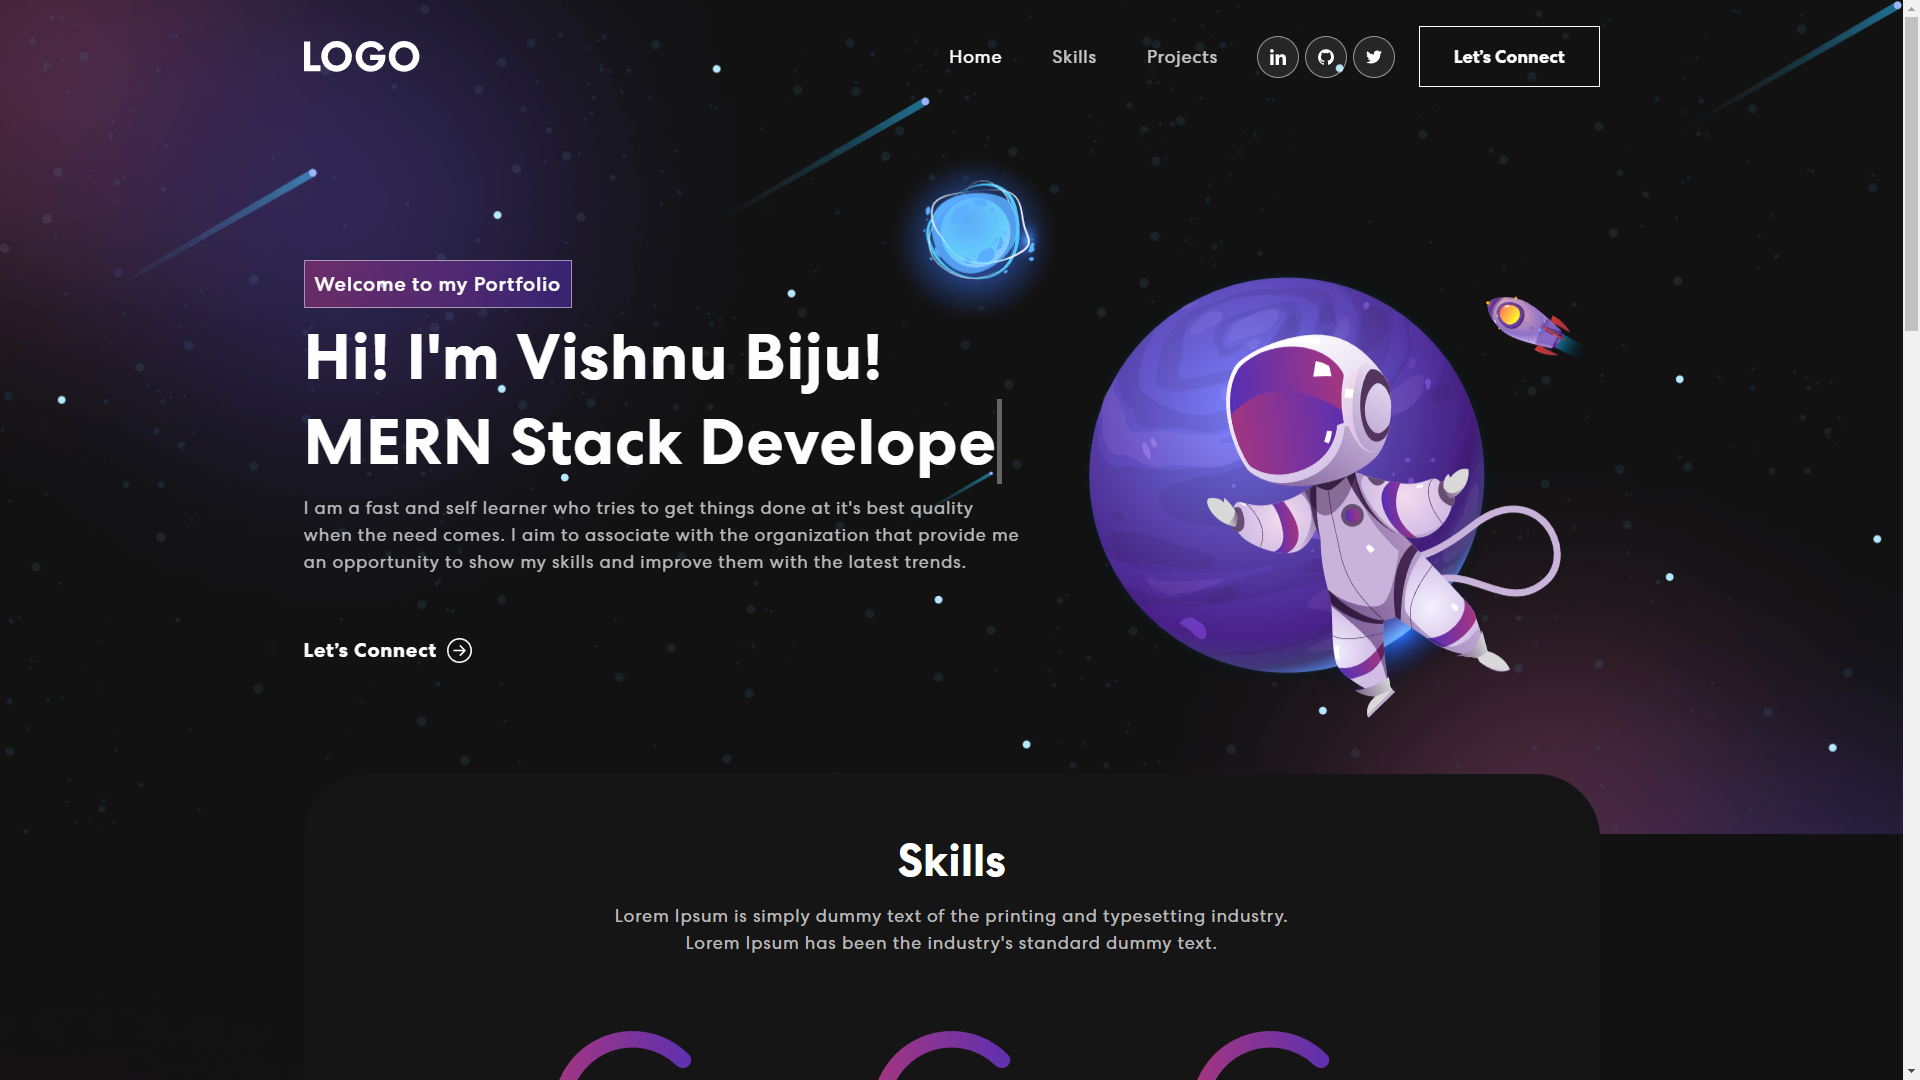 LOGO
Home
Skills
Projects
in
Let’s Connect
Welcome to my Portfolio
Hi! I'm Vishnu Biju!
MERN Stack Develope
I am a fast and self learner who tries to get things done at it's best quality
when the need comes. I aim to associate with the organization that provide me
an opportunity to show my skills and improve them with the latest trends.
Let’s Connect
Skills
Lorem Ipsum is simply dummy text of the printing and typesetting industry.
Lorem Ipsum has been the industry's standard dummy text.